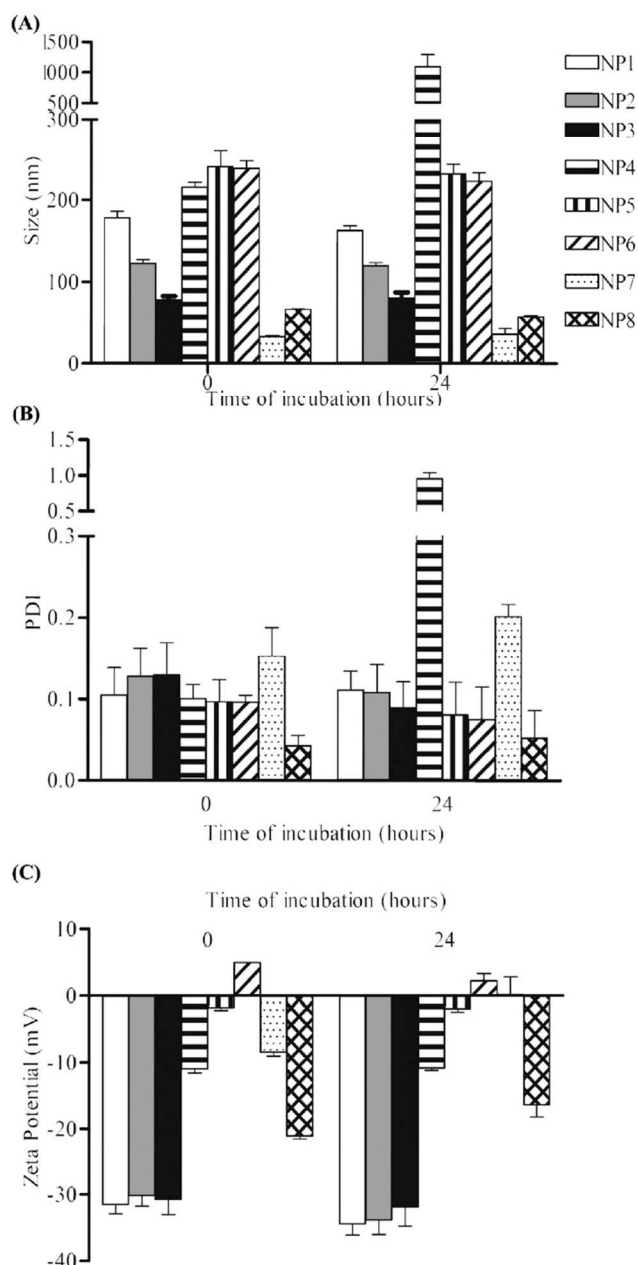 (A)
1500
1000
500
300
200
100
0
Size (nm)
0
24
Time of incubation (hours)
NP1
NP2
NP3
NP4
NP5
NP6
NP7
NP8
(B)
1.5
1.0
0.5
0.3
0.2
0.1
0.0
PDI
0
24
Time of incubation (hours)
(C)
Time of incubation (hours)
0
24
10
0
-10
-20
-30
-40
Zeta Potential (mV)